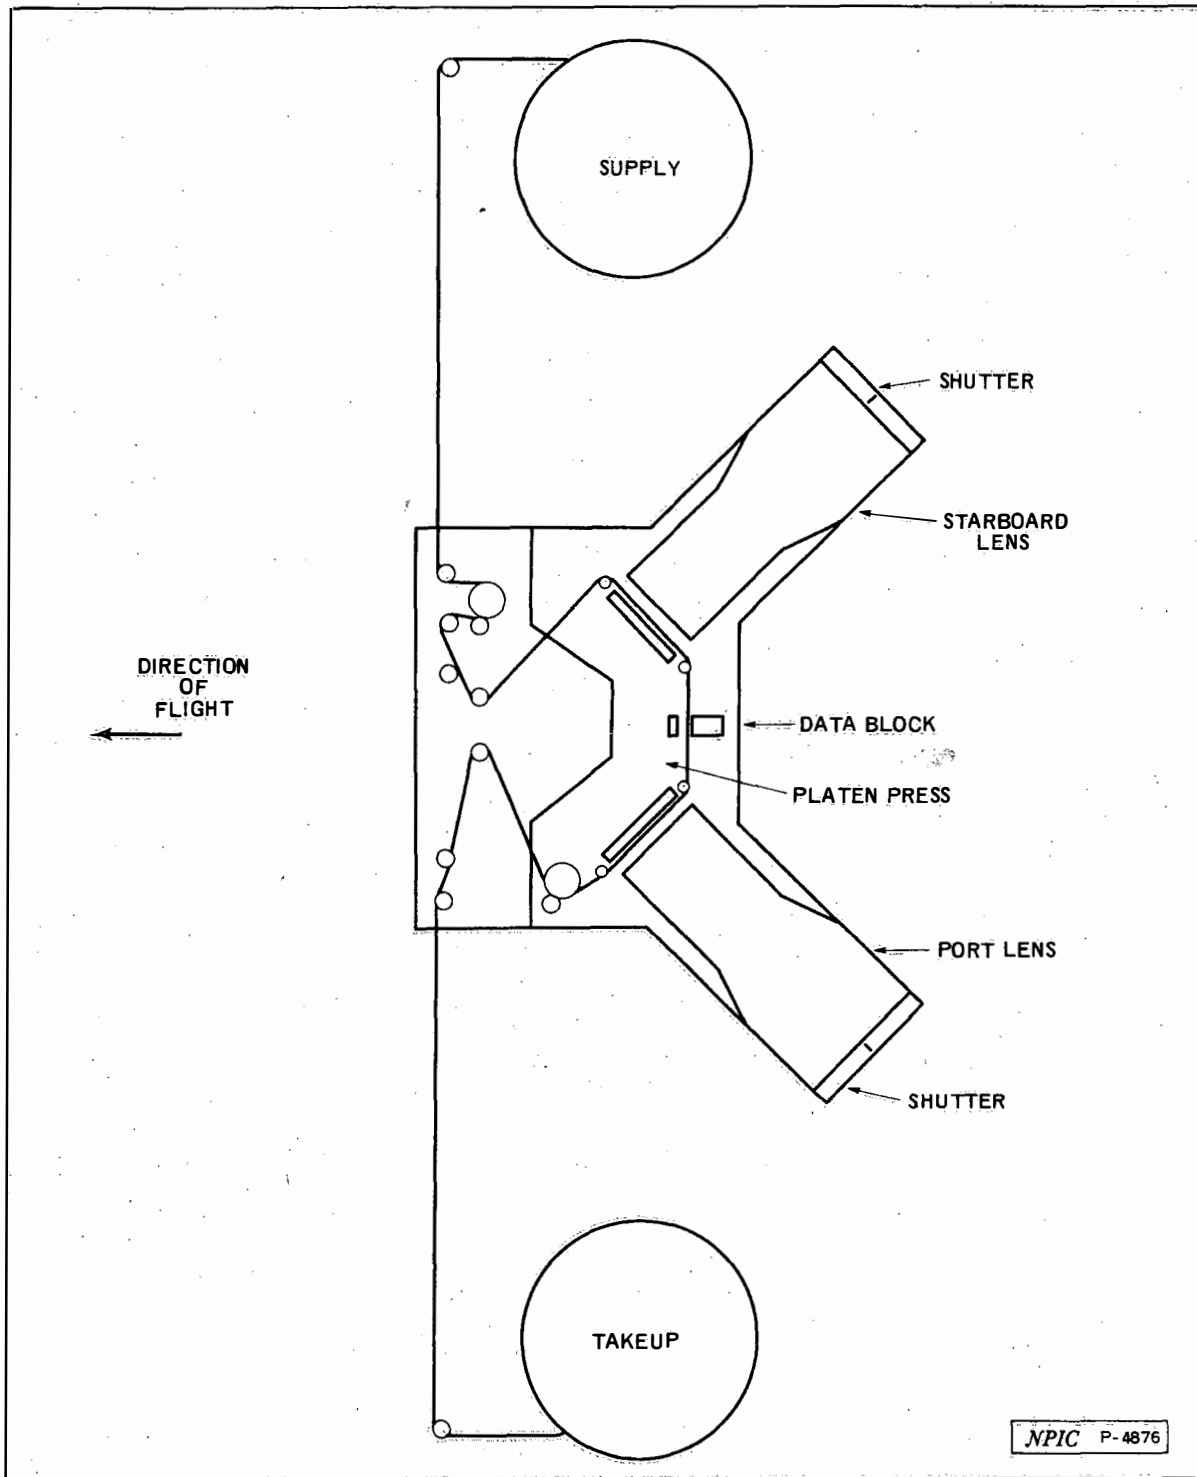 SUPPLY
SHUTTER
STARBOARD
LENS
DIRECTION
OF
FLIGHT
DATA BLOCK
PLATEN PRESS
PORT LENS
SHUTTER
TAKEUP
NPIC P-4876